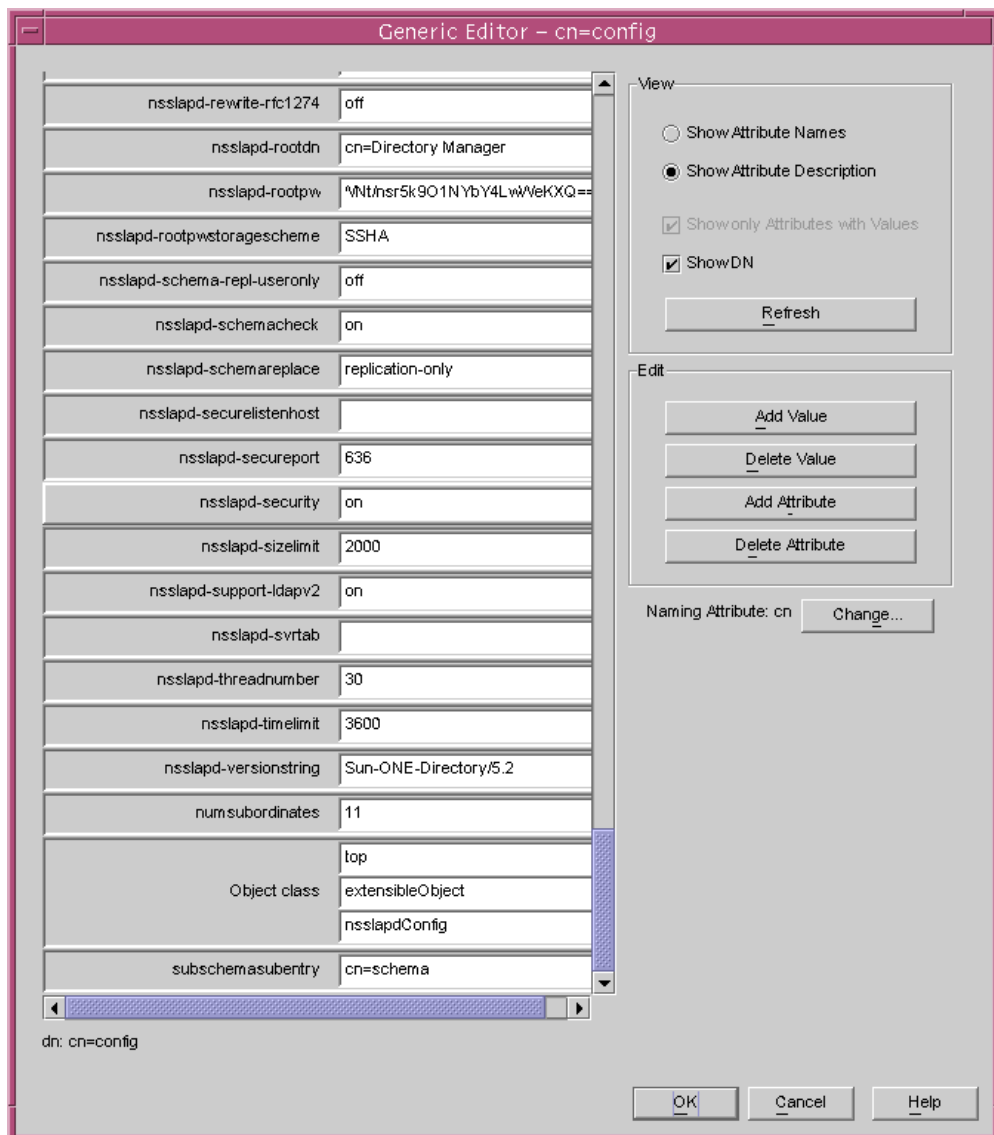 Generic Editor – cn=config
nsslapd-rewrite-rfc1274 off
nsslapd-rootdn cn=Directory Manager
nsslapd-rootpw
nsslapd-rootpwstoragescheme SSHA
nsslapd-schema-repl-useronly off
nsslapd-schemacheck on
nsslapd-schemareplace replication-only
nsslapd-securelistenhost
nsslapd-secureport 636
nsslapd-security on
nsslapd-sizelimit 2000
nsslapd-support-ldapv2 on
nsslapd-svrtab
nsslapd-threadnumber 30
nsslapd-timelimit 3600
nsslapd-versionstring Sun-ONE-Directory/5.2
numsubordinates 11
Object class
top
extensibleObject
nsslapdConfig
subschemasubentry cn=schema
dn: cn=config
View
Show Attribute Names
Show Attribute Description
Show only Attributes with Values
Show DN
Refresh
Edit
Add Value
Delete Value
Add Attribute
Delete Attribute
Naming Attribute: cn
Change...
OK
Cancel
Help